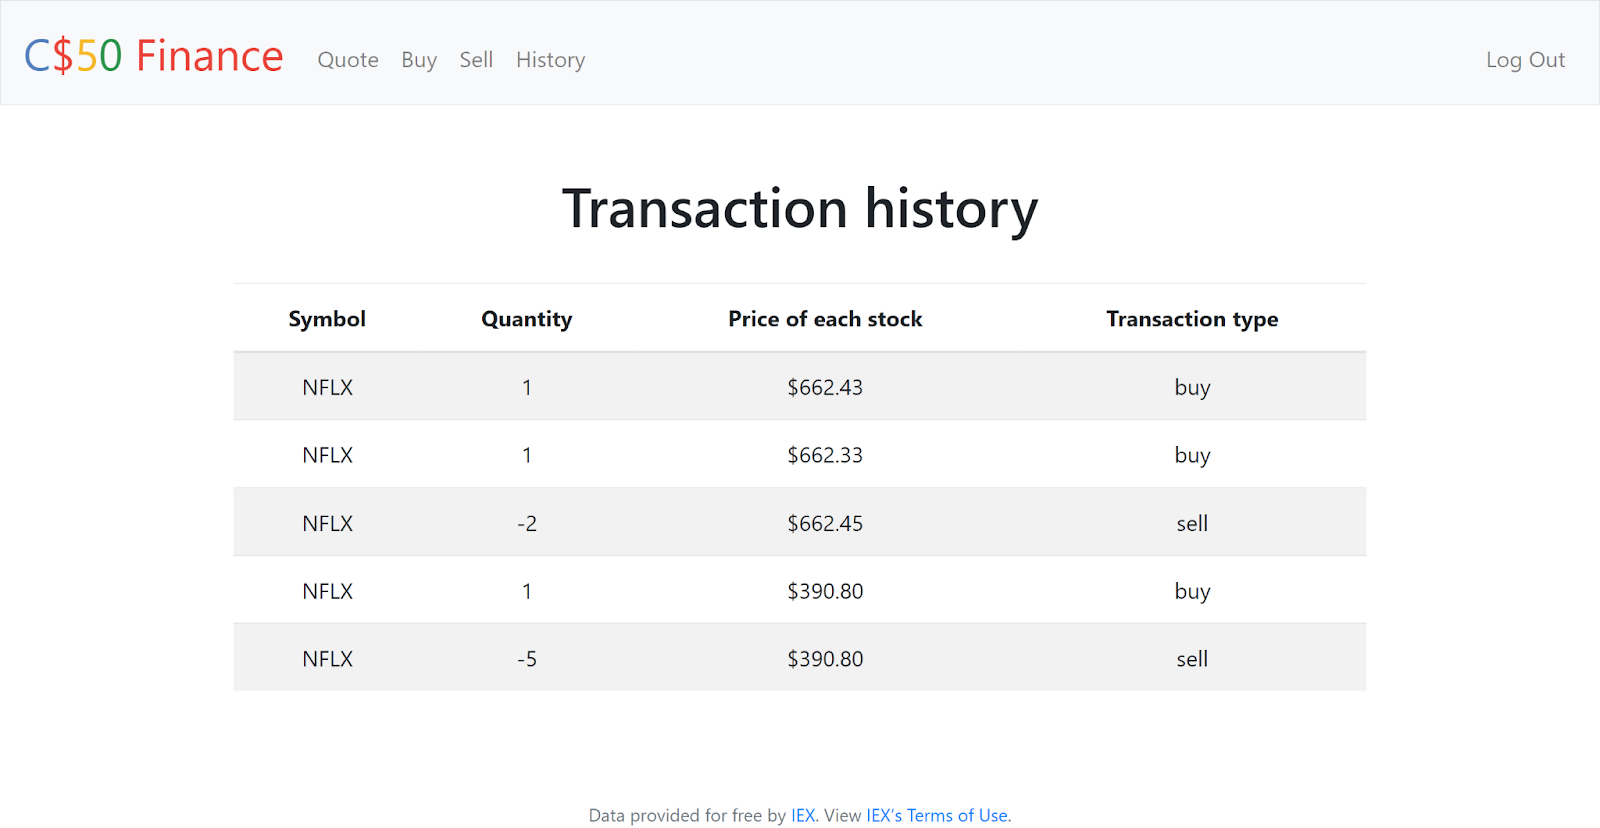 C$50 Finance Quote Buy Sell History Log Out
Transaction history
Symbol Quantity Price of each stock Transaction type
NFLX 1 $662.43 buy
NFLX 1 $662.33 buy
NFLX -2 $662.45 sell
NFLX 1 $390.80 buy
NFLX -5 $390.80 sell
Data provided for free by IEX. View IEX's Terms of Use.